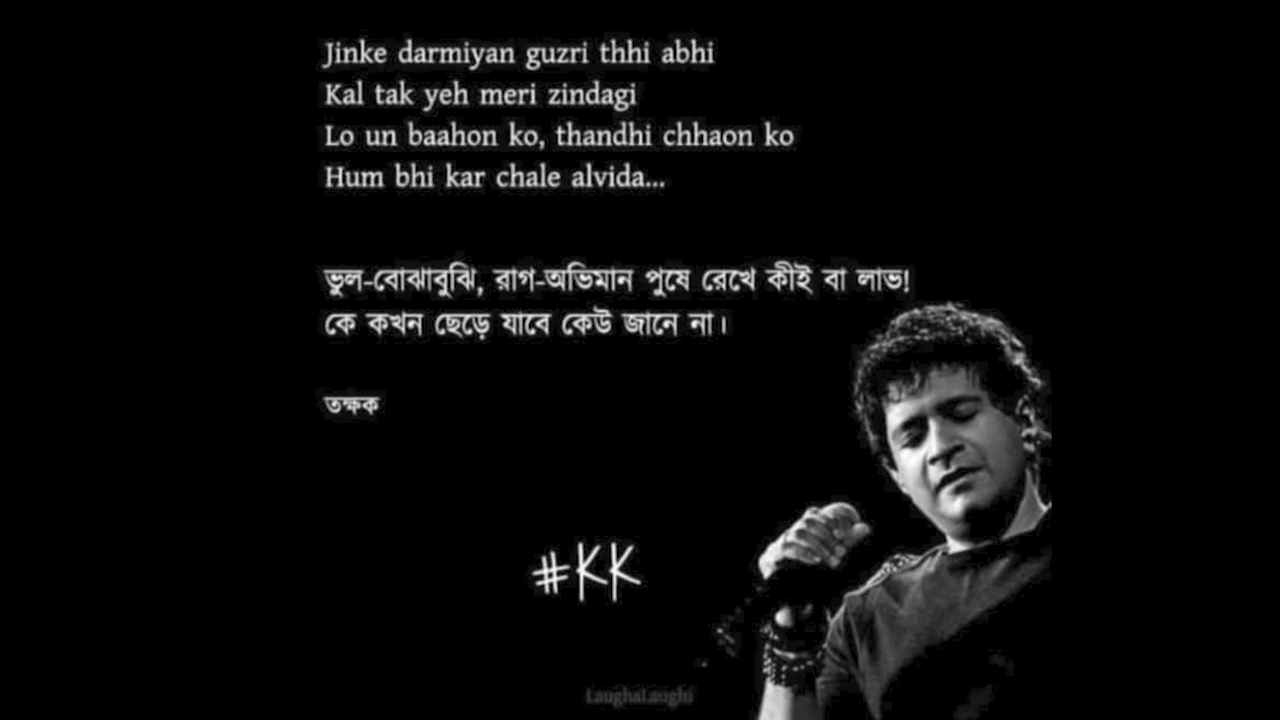 Jinke darmiyan guzri thhi abhi
Kal tak yeh meri zindagi
Lo un baahon ko, thandhi chhaon ko
Hum bhi kar chale alvida...
ভুল-বোঝাবুঝি, রাগ-অভিমান পুষে রেখে কীই বা লাভ!
কে কখন ছেড়ে যাবে কেউ জানে না।
তক্ষক
#KK
LaughaLaughi